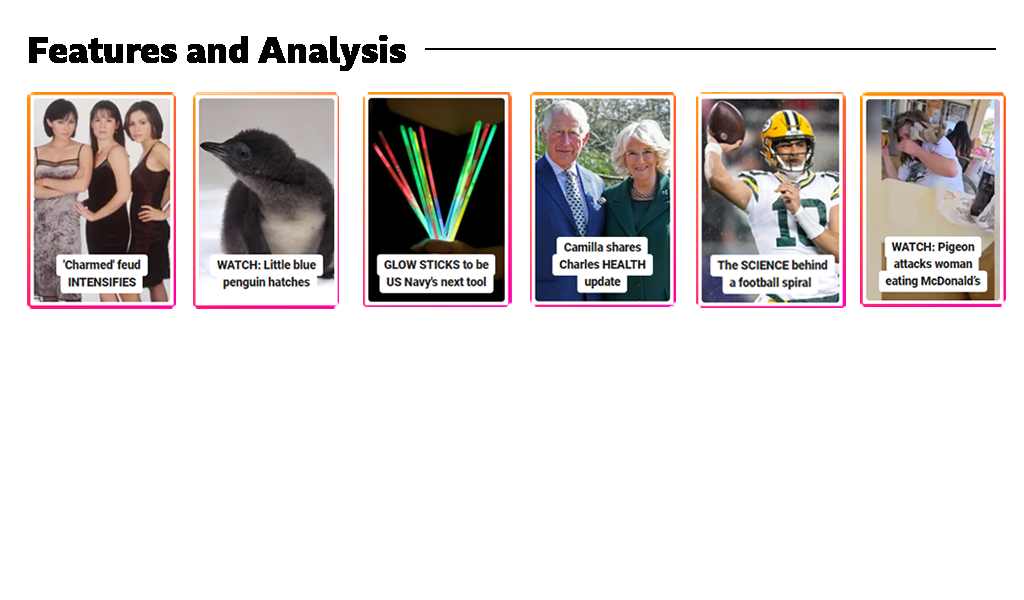 Features and Analysis
'Charmed' feud
INTENSIFIES
WATCH: Little blue
penguin hatches
GLOW STICKS to be
US Navy's next tool
Camilla shares
Charles HEALTH
update
The SCIENCE behind
a football spiral
10
WATCH: Pigeon
attacks woman
eating McDonald's